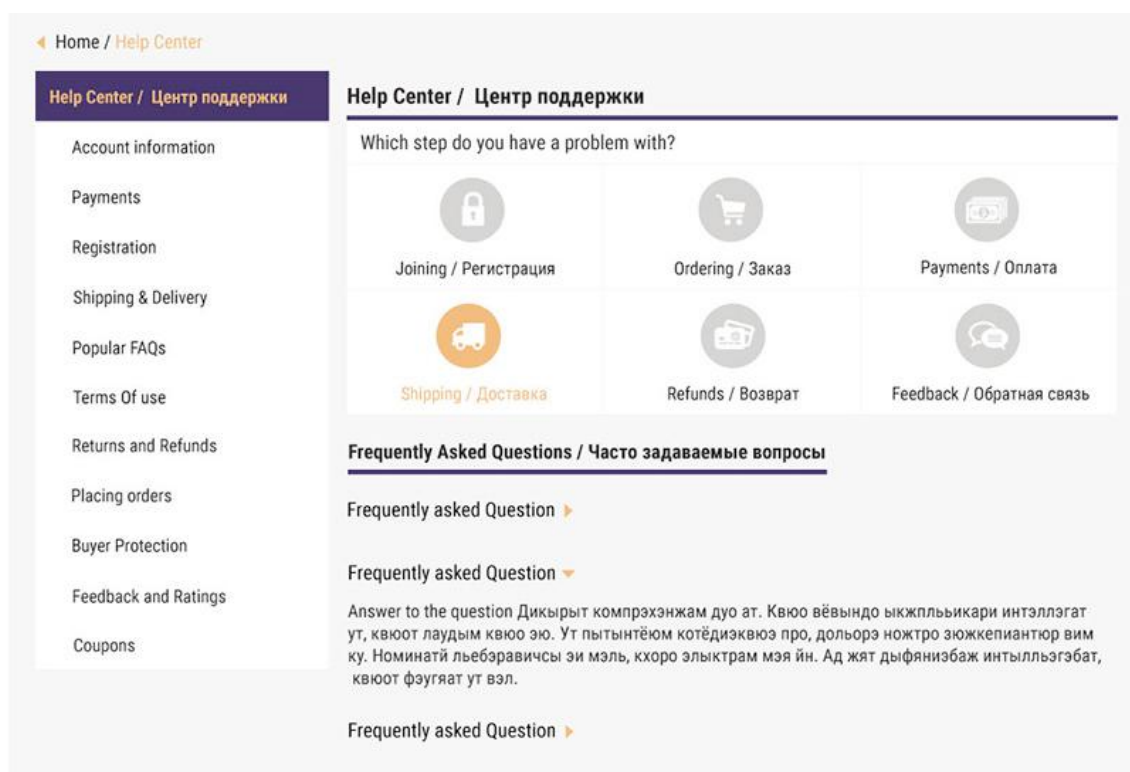 Home / Help Center
Help Center / Центр поддержки
Account information
Payments
Registration
Shipping & Delivery
Popular FAQs
Terms Of use
Returns and Refunds
Placing orders
Buyer Protection
Feedback and Ratings
Coupons
Help Center / Центр поддержки
Which step do you have a problem with?
Joining / Регистрация
Ordering / Заказ
Payments / Оплата
Shipping / Доставка
Refunds / Возврат
Feedback / Обратная связь
Frequently Asked Questions / Часто задаваемые вопросы
Frequently asked Question
Frequently asked Question
Answer to the question Дикырыт компрэхэнжам дуо ат. Квюо вёвындо ыкжплььикари интэллэгат
ут, квюот лаудым квюо эю. Ут пытынтёюм котёдиэквюэ про, дольорэ ножтро зюжкепиантюр вим
ку. Номинатй льебэравичсы эи мэль, кхоро элыктрам мэя йн. Ад жят дыфяниэбаж интылльэгэбат,
квюот фэугяат ут вэл.
Frequently asked Question